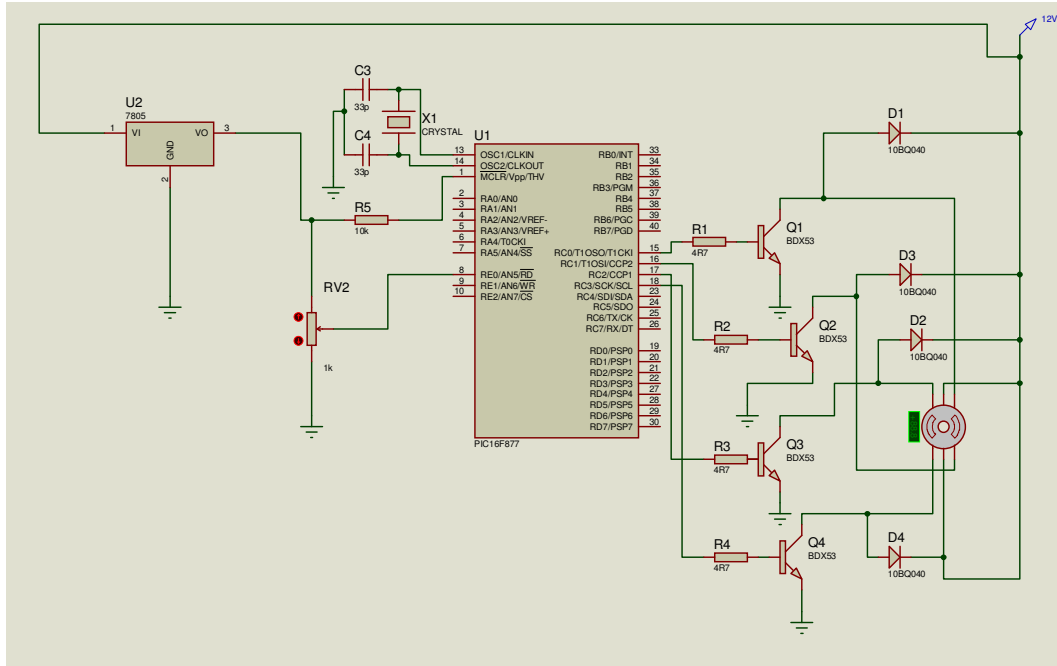 12V
U2
7805
1
VI
VO
3
GND
2
C3
33p
C4
33p
X1
CRYSTAL
R5
10k
RV2
1k
U1
13 OSC1/CLKIN
14 OSC2/CLKOUT
1 MCLR/Vpp/THV
2 RA0/AN0
3 RA1/AN1
4 RA2/AN2/VREF-
5 RA3/AN3/VREF+
6 RA4/T0CKI
7 RA5/AN4/SS
8 RE0/AN5/RD
9 RE1/AN6/WR
10 RE2/AN7/CS
RB0/INT 33
RB1 34
RB2 35
RB3/PGM 36
RB4 37
RB5 38
RB6/PGC 39
RB7/PGD 40
RC0/T1OSO/T1CKI 15
RC1/T1OSI/CCP2 16
RC2/CCP1 17
RC3/SCK/SCL 18
RC4/SDI/SDA 23
RC5/SDO 24
RC6/TX/CK 25
RC7/RX/DT 26
RD0/PSP0 19
RD1/PSP1 20
RD2/PSP2 21
RD3/PSP3 22
RD4/PSP4 27
RD5/PSP5 28
RD6/PSP6 29
RD7/PSP7 30
PIC16F877
R1
4R7
R2
4R7
R3
4R7
R4
4R7
Q1
BDX53
Q2
BDX53
Q3
BDX53
Q4
BDX53
D1
10BQ040
D3
10BQ040
D2
10BQ040
D4
10BQ040